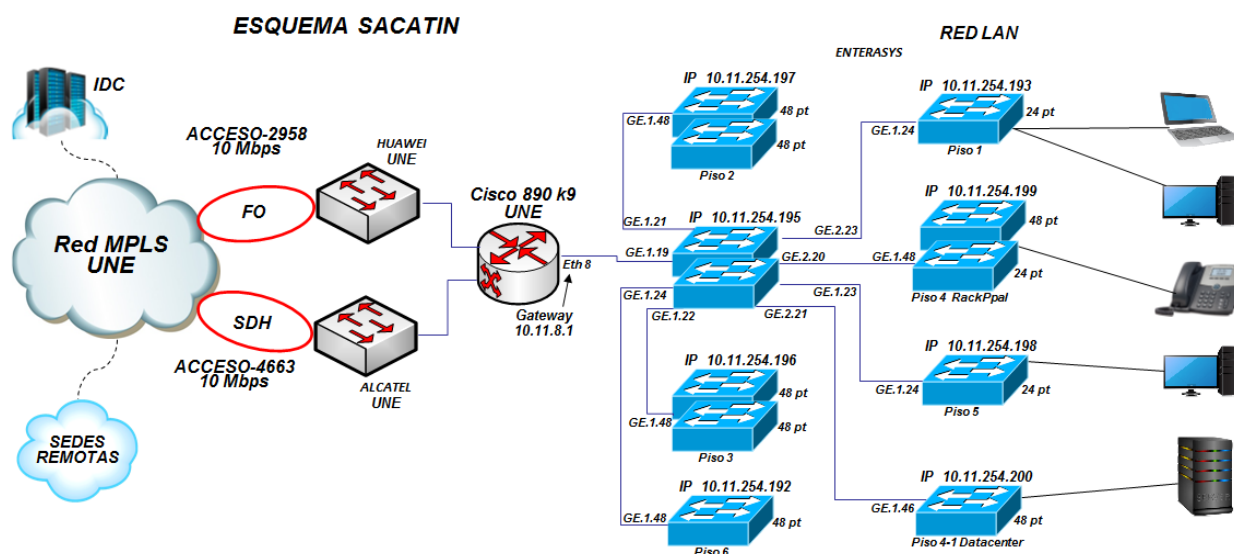 ESQUEMA SACATIN
RED LAN
ENTERASYS
IDC
ACCESO-2958
10 Mbps
HUAWEI
UNE
FO
Red MPLS
UNE
SDH
ACCESO-4663
10 Mbps
ALCATEL
UNE
SEDES
REMOTAS
Cisco 890 k9
UNE
Eth 8
Gateway
10.11.8.1
IP 10.11.254.197
GE.1.48
48 pt
48 pt
Piso 2
GE.1.21
IP 10.11.254.195
GE.1.19
GE.2.23
GE.2.20
GE.1.24
GE.1.22
GE.1.23
GE.2.21
IP 10.11.254.196
48 pt
GE.1.48
48 pt
Piso 3
IP 10.11.254.192
GE.1.48
48 pt
Piso 6
IP 10.11.254.193
GE.1.24
24 pt
Piso 1
IP 10.11.254.199
48 pt
GE.1.48
24 pt
Piso 4 RackPpal
IP 10.11.254.198
GE.1.24
24 pt
Piso 5
IP 10.11.254.200
GE.1.46
48 pt
Piso 4-1 Datacenter